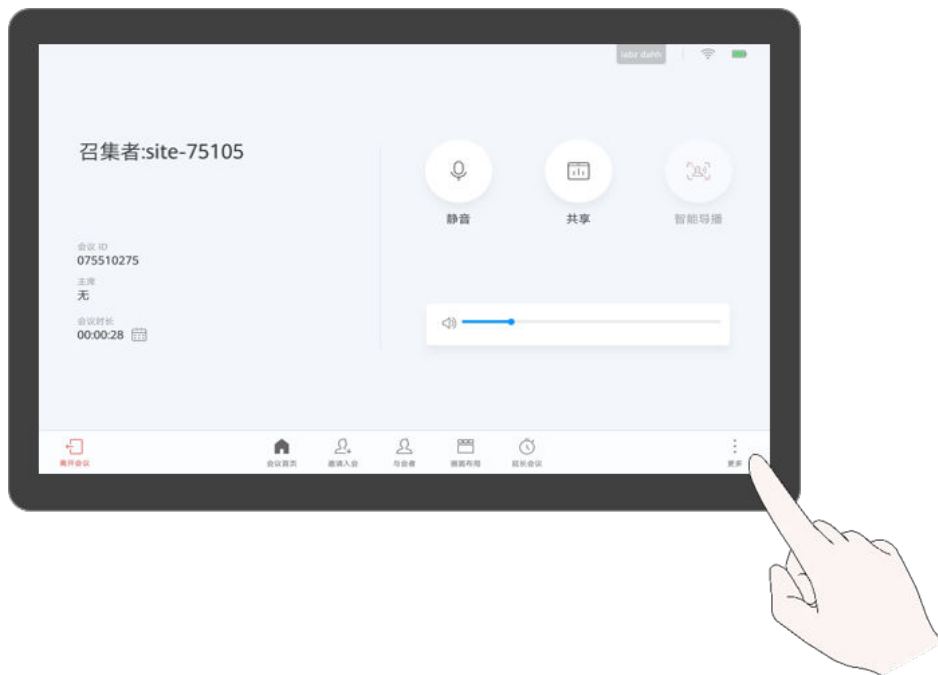 召集者:site-75105
静音
共享
智能导播
会议 ID
075510275
主席
无
会议时长
00:00:28
离开会议
会议首页
邀请入会
与会者
画面布局
延长会议
更多